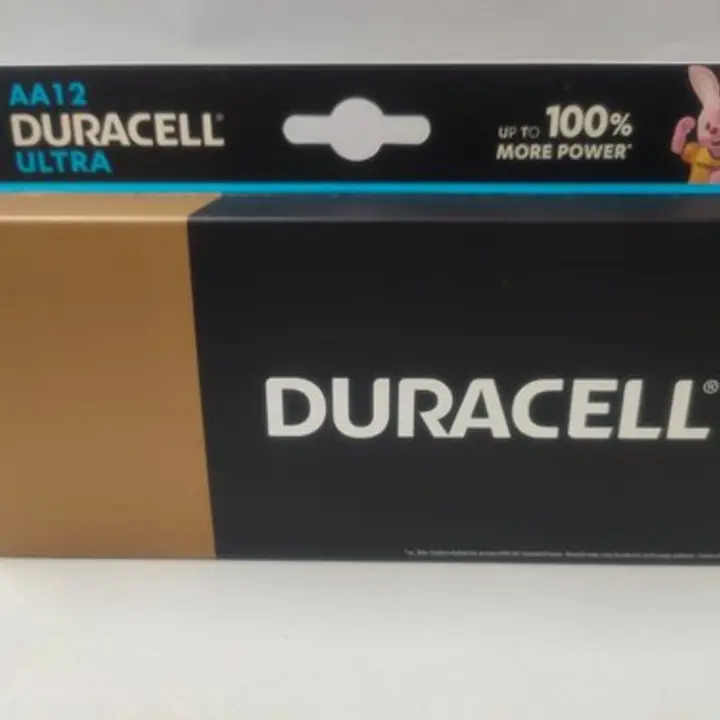 AA12
DURACELL®
ULTRA
UP TO 100%
MORE POWER*
DURACELL®